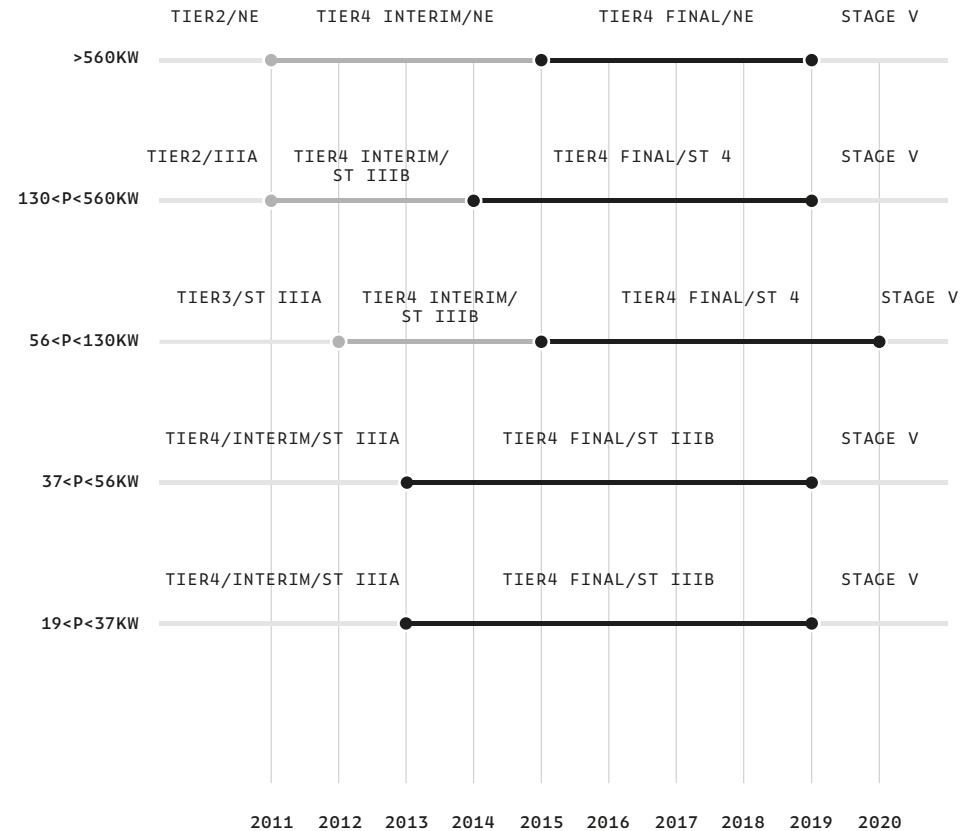 TIER2/NE TIER4 INTERIM/NE TIER4 FINAL/NE STAGE V
>560KW
TIER2/IIIA TIER4 INTERIM/ TIER4 FINAL/ST 4 STAGE V
ST IIIB
130<P<560KW
TIER3/ST IIIA TIER4 INTERIM/ TIER4 FINAL/ST 4 STAGE V
ST IIIB
56<P<130KW
TIER4/INTERIM/ST IIIA TIER4 FINAL/ST IIIB STAGE V
37<P<56KW
TIER4/INTERIM/ST IIIA TIER4 FINAL/ST IIIB STAGE V
19<P<37KW
2011 2012 2013 2014 2015 2016 2017 2018 2019 2020